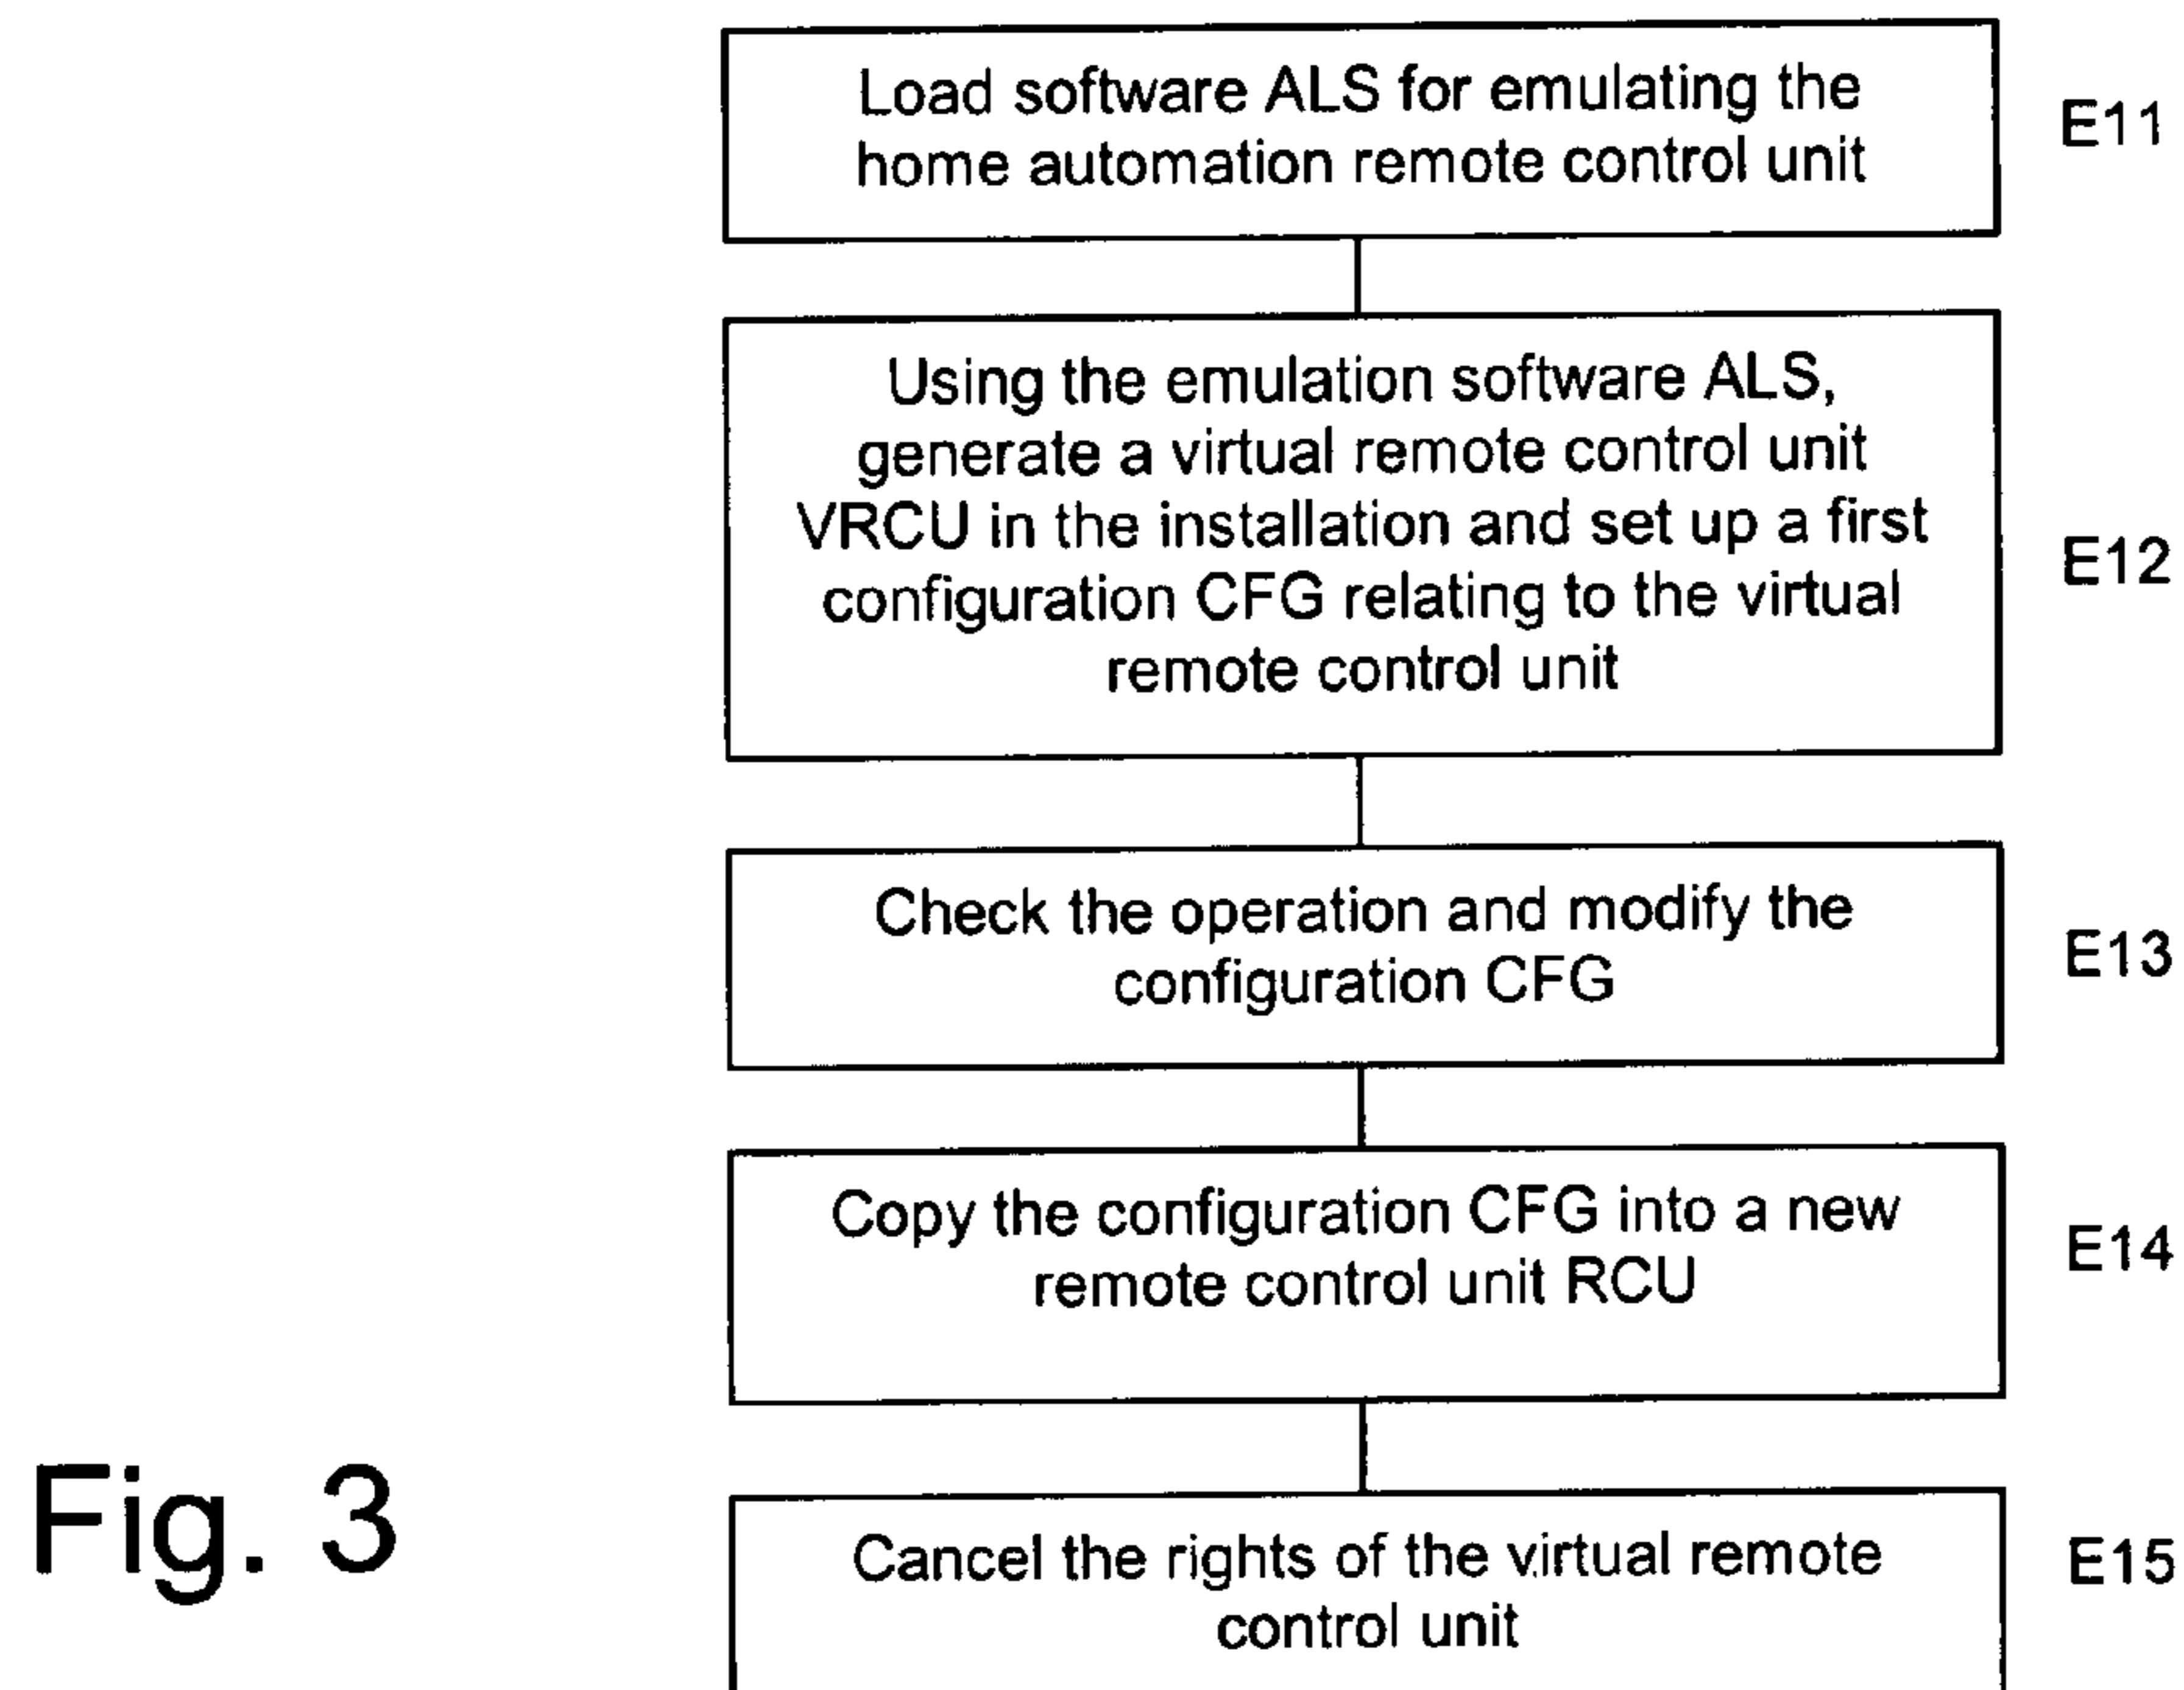 Load software ALS for emulating the
home automation remote control unit
E11
Using the emulation software ALS,
generate a virtual remote control unit
VRCU in the installation and set up a first
configuration CFG relating to the virtual
remote control unit
E12
Check the operation and modify the
configuration CFG
E13
Copy the configuration CFG into a new
remote control unit RCU
E14
Cancel the rights of the virtual remote
control unit
E15
Fig. 3